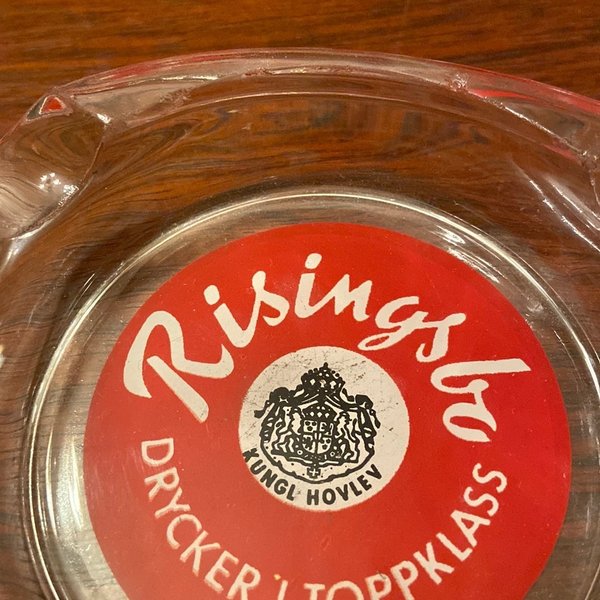 Risingsbo
KUNGL HOVLEV
DRYCKER I TOPPKLASS